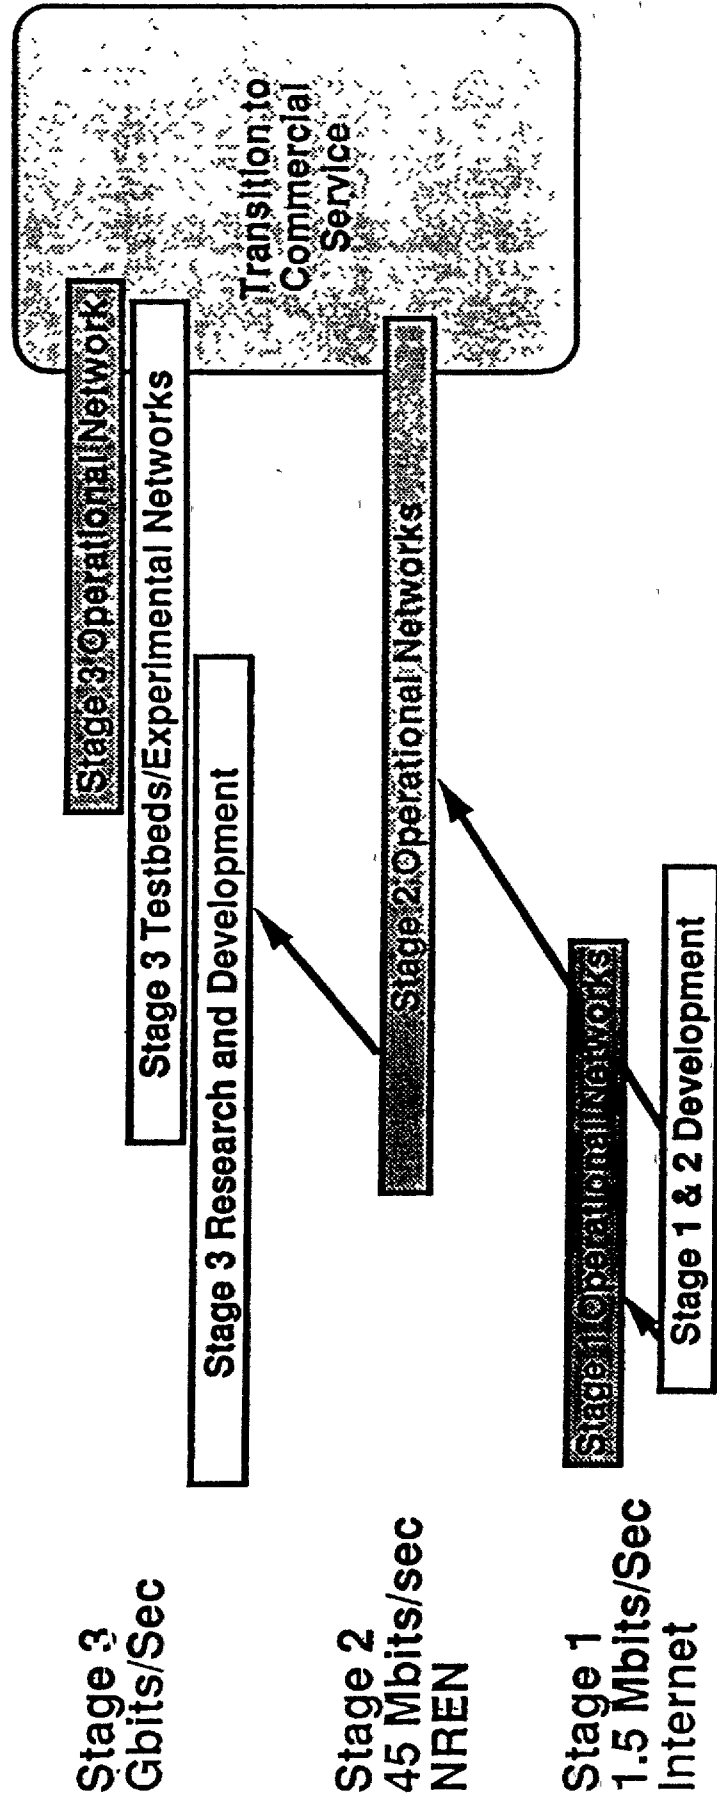 Stage 3
Gbits/Sec
Stage 3 Operational Network
Stage 3 Testbeds/Experimental Networks
Stage 3 Research and Development
Transition to
Commercial
Service
Stage 2
45 Mbits/sec
NREN
Stage 2 Operational Networks
Stage 1
1.5 Mbits/Sec
Internet
Stage 1 Operational Networks
Stage 1 & 2 Development